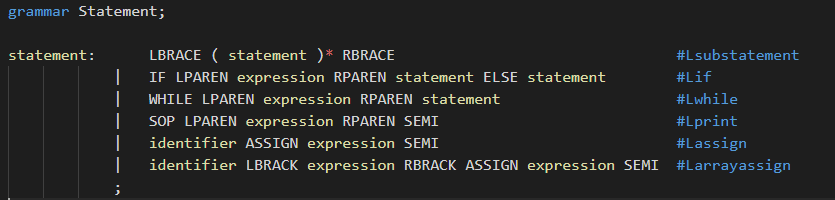 grammar Statement;
statement: LBRACE ( statement )* RBRACE #Lsubstatement
| IF LPAREN expression RPAREN statement ELSE statement #Lif
| WHILE LPAREN expression RPAREN statement #Lwhile
| SOP LPAREN expression RPAREN SEMI #Lprint
| identifier ASSIGN expression SEMI #Lassign
| identifier LBRACK expression RBRACK ASSIGN expression SEMI #Larrayassign
;